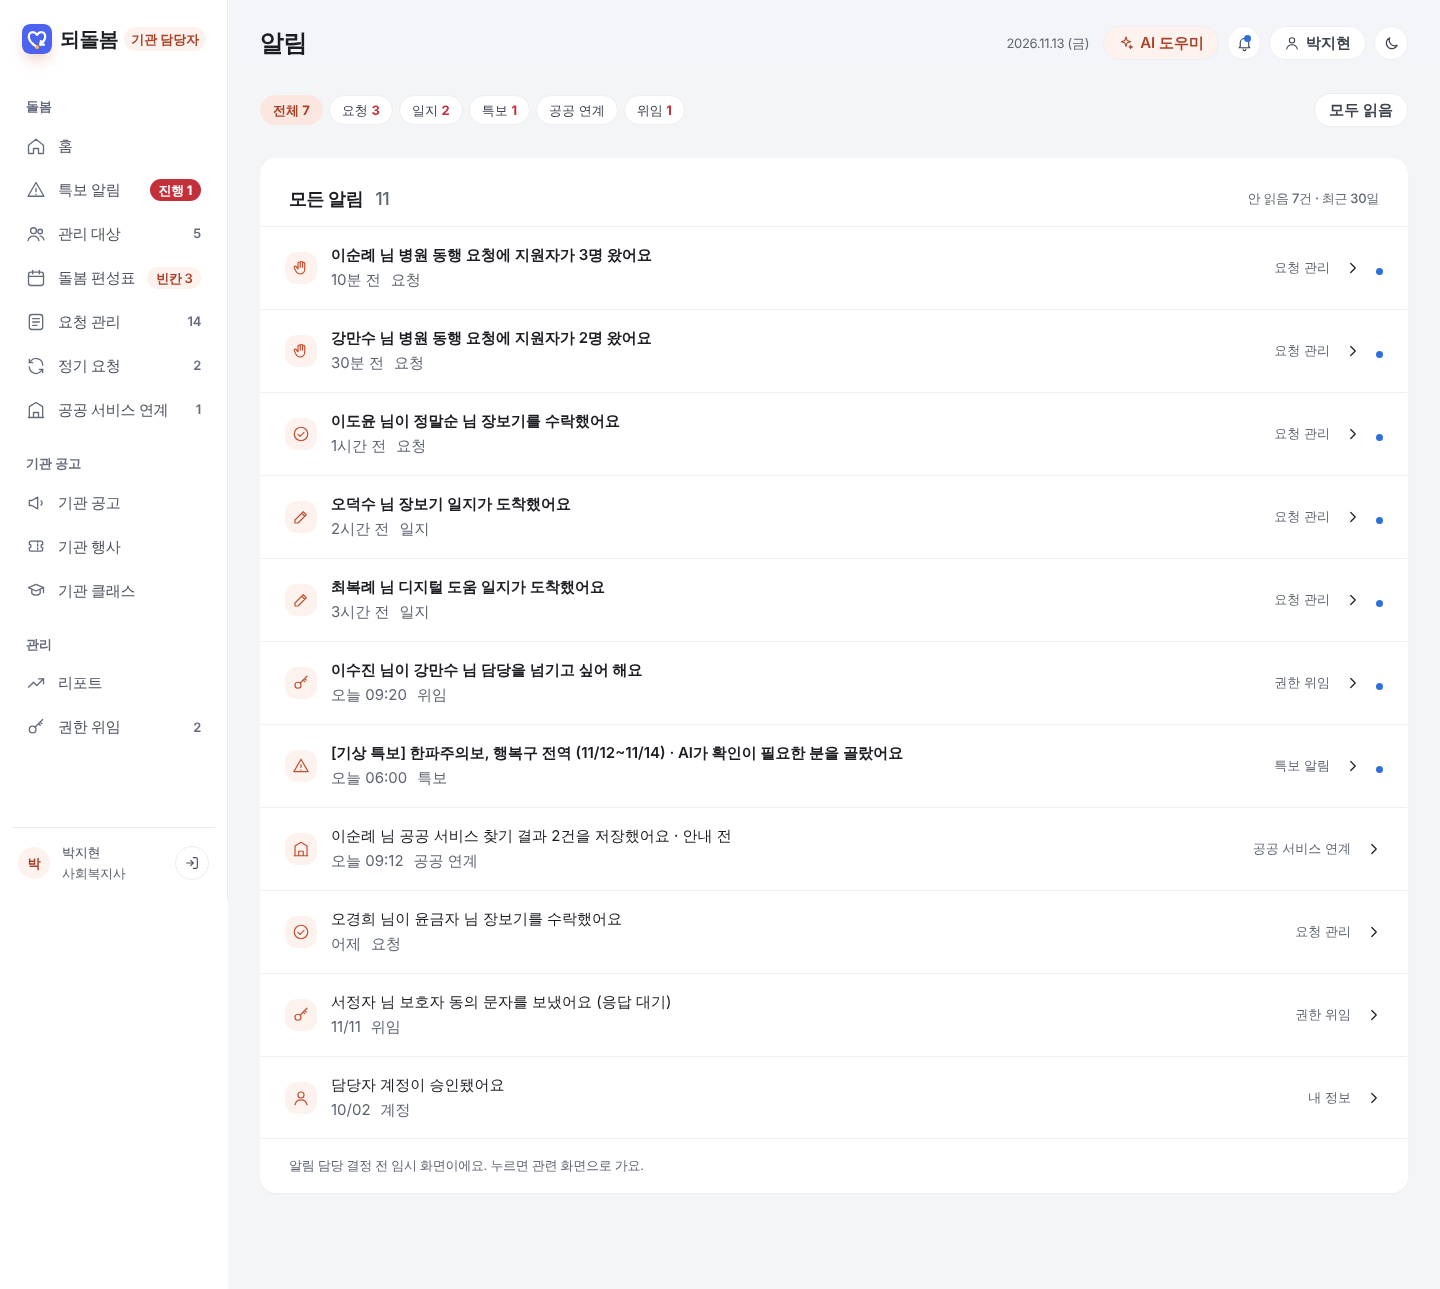 되돌봄 기관 담당자
돌봄
홈
특보 알림 진행 1
관리 대상 5
돌봄 편성표 빈칸 3
요청 관리 14
정기 요청 2
공공 서비스 연계 1
기관 공고
기관 공고
기관 행사
기관 클래스
관리
리포트
권한 위임 2
박 박지현
사회복지사
알림
2026.11.13 (금) AI 도우미 박지현
전체 7 요청 3 일지 2 특보 1 공공 연계 위임 1 모두 읽음
모든 알림 11 안 읽음 7건 · 최근 30일
이순례 님 병원 동행 요청에 지원자가 3명 왔어요
10분 전 요청
요청 관리
강만수 님 병원 동행 요청에 지원자가 2명 왔어요
30분 전 요청
요청 관리
이도윤 님이 정말순 님 장보기를 수락했어요
1시간 전 요청
요청 관리
오덕수 님 장보기 일지가 도착했어요
2시간 전 일지
요청 관리
최복례 님 디지털 도움 일지가 도착했어요
3시간 전 일지
요청 관리
이수진 님이 강만수 님 담당을 넘기고 싶어 해요
오늘 09:20 위임
권한 위임
[기상 특보] 한파주의보, 행복구 전역 (11/12~11/14) · AI가 확인이 필요한 분을 골랐어요
오늘 06:00 특보
특보 알림
이순례 님 공공 서비스 찾기 결과 2건을 저장했어요 · 안내 전
오늘 09:12 공공 연계
공공 서비스 연계
오경희 님이 윤금자 님 장보기를 수락했어요
어제 요청
요청 관리
서정자 님 보호자 동의 문자를 보냈어요 (응답 대기)
11/11 위임
권한 위임
담당자 계정이 승인됐어요
10/02 계정
내 정보
알림 담당 결정 전 임시 화면이에요. 누르면 관련 화면으로 가요.